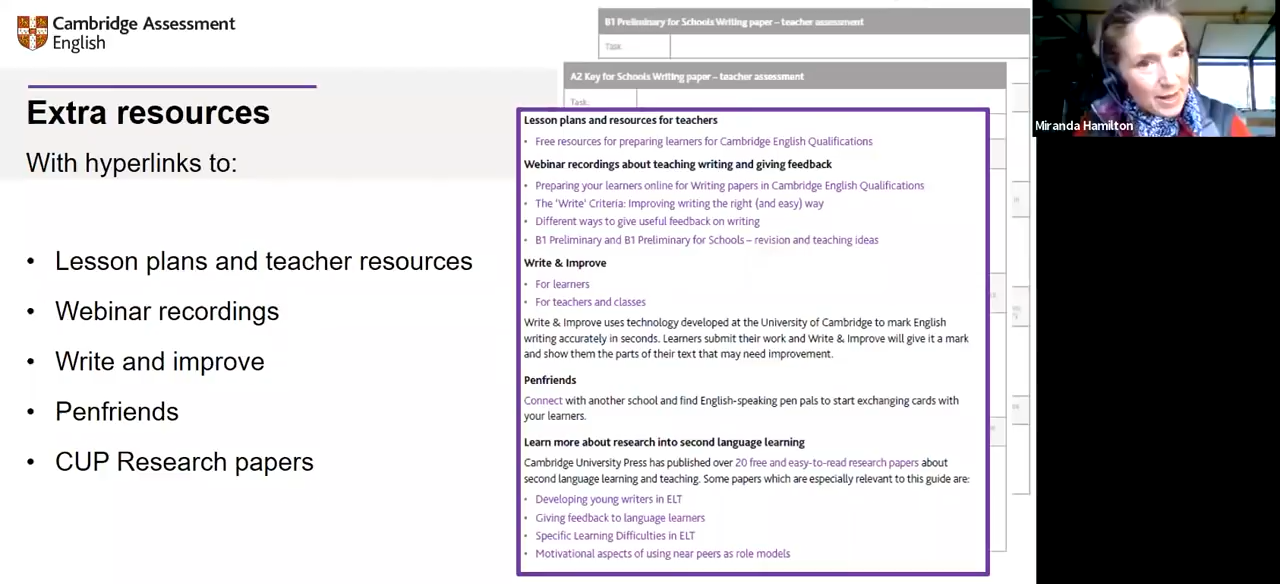 Cambridge Assessment
English
Extra resources
With hyperlinks to:
• Lesson plans and teacher resources
• Webinar recordings
• Write and improve
• Penfriends
• CUP Research papers
B1 Preliminary for Schools Writing paper – teacher assessment
Task
A2 Key for Schools Writing paper – teacher assessment
Task:
Lesson plans and resources for teachers
• Free resources for preparing learners for Cambridge English Qualifications
Webinar recordings about teaching writing and giving feedback
• Preparing your learners online for Writing papers in Cambridge English Qualifications
• The 'Write' Criteria: Improving writing the right (and easy) way
• Different ways to give useful feedback on writing
• B1 Preliminary and B1 Preliminary for Schools – revision and teaching ideas
Write & Improve
• For learners
• For teachers and classes
Write & Improve uses technology developed at the University of Cambridge to mark English
writing accurately in seconds. Learners submit their work and Write & Improve will give it a mark
and show them the parts of their text that may need improvement.
Penfriends
Connect with another school and find English-speaking pen pals to start exchanging cards with
your learners.
Learn more about research into second language learning
Cambridge University Press has published over 20 free and easy-to-read research papers about
second language learning and teaching. Some papers which are especially relevant to this guide are:
• Developing young writers in ELT
• Giving feedback to language learners
• Specific Learning Difficulties in ELT
• Motivational aspects of using near peers as role models
Miranda Hamilton